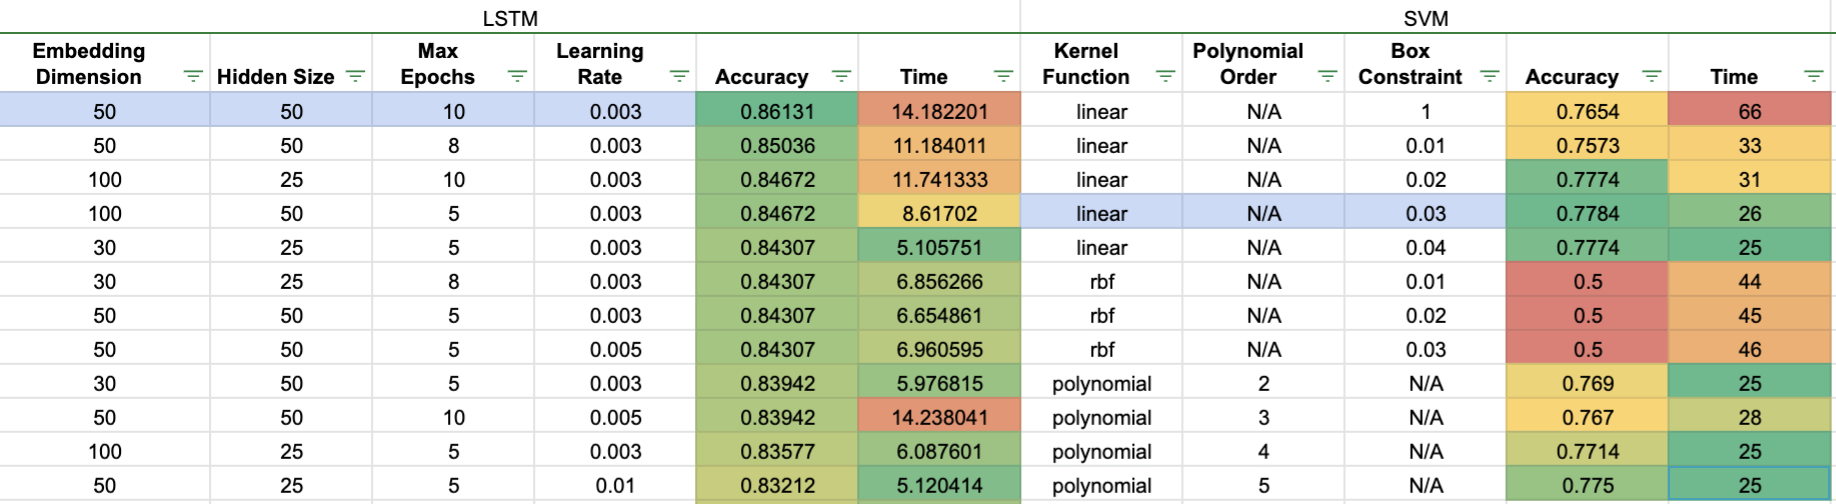 LSTM SVM
Embedding Dimension Hidden Size Max Epochs Learning Rate Accuracy Time Kernel Function Polynomial Order Box Constraint Accuracy Time
50 50 10 0.003 0.86131 14.182201 linear N/A 1 0.7654 66
50 50 8 0.003 0.85036 11.184011 linear N/A 0.01 0.7573 33
100 25 10 0.003 0.84672 11.741333 linear N/A 0.02 0.7774 31
100 50 5 0.003 0.84672 8.61702 linear N/A 0.03 0.7784 26
30 25 5 0.003 0.84307 5.105751 linear N/A 0.04 0.7774 25
30 25 8 0.003 0.84307 6.856266 rbf N/A 0.01 0.5 44
50 50 5 0.003 0.84307 6.654861 rbf N/A 0.02 0.5 45
50 50 5 0.005 0.84307 6.960595 rbf N/A 0.03 0.5 46
30 50 5 0.003 0.83942 5.976815 polynomial 2 N/A 0.769 25
50 50 10 0.005 0.83942 14.238041 polynomial 3 N/A 0.767 28
100 25 5 0.003 0.83577 6.087601 polynomial 4 N/A 0.7714 25
50 25 5 0.01 0.83212 5.120414 polynomial 5 N/A 0.775 25